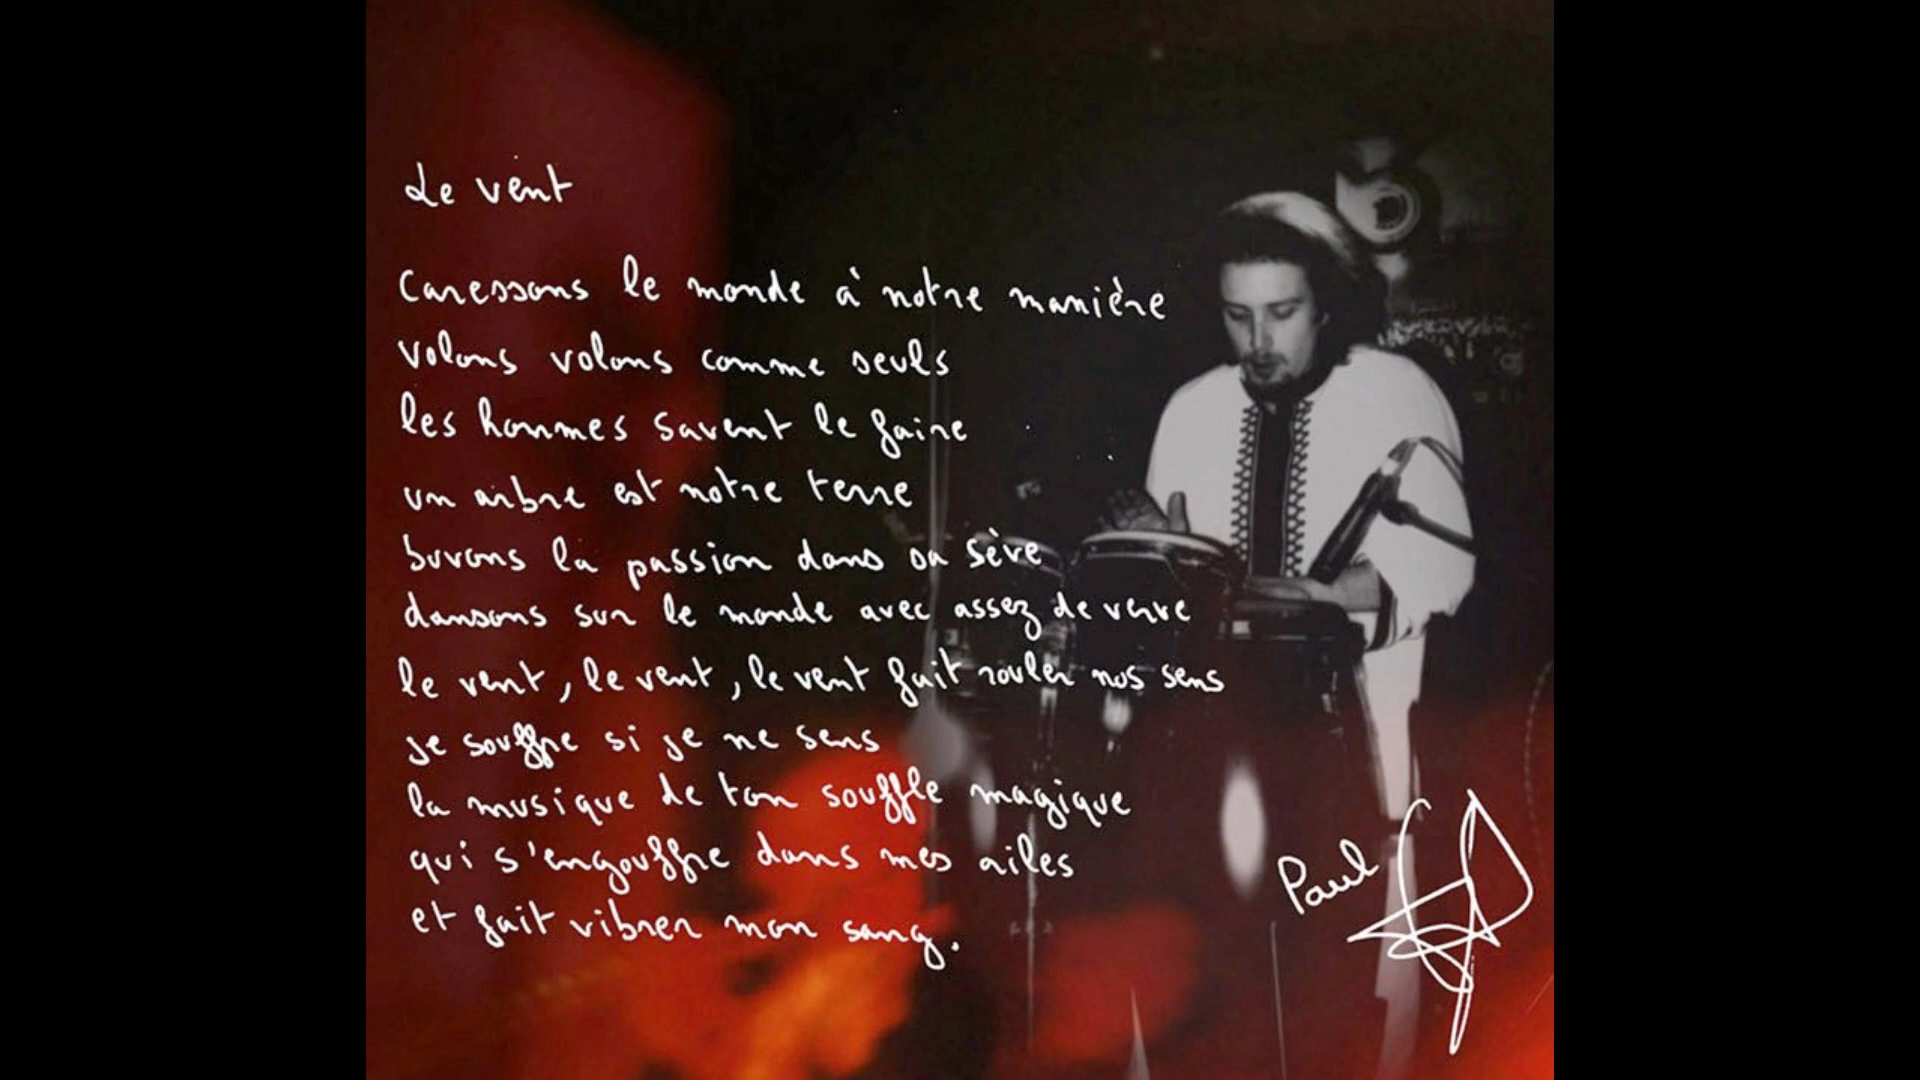 Le vent
Caressons le monde à notre manière
volons volons comme seuls
les hommes savent le faire
un arbre est notre terre
buvons la passion dans sa sève
dansons sur le monde avec assez de verve
le vent, le vent, le vent fait rouler nos sens
je souffre si je ne sens
la musique de ton souffle magique
qui s'engouffre dans mes ailes
et fait vibrer mon sang.
Paul